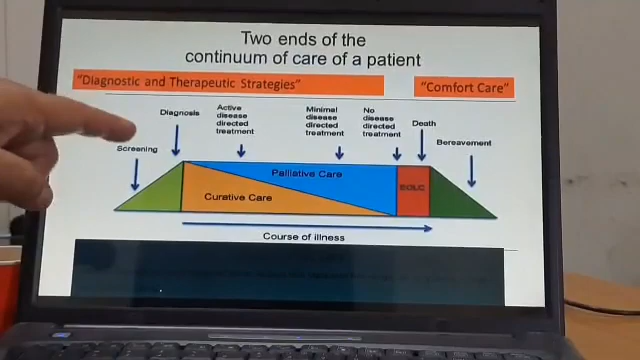 Two ends of the
continuum of care of a patient
"Diagnostic and Therapeutic Strategies"
"Comfort Care"
Screening
Diagnosis
Active
disease
directed
treatment
Minimal
disease
directed
treatment
No
disease
directed
treatment
Death
Bereavement
Palliative Care
Curative Care
EOLC
Course of illness